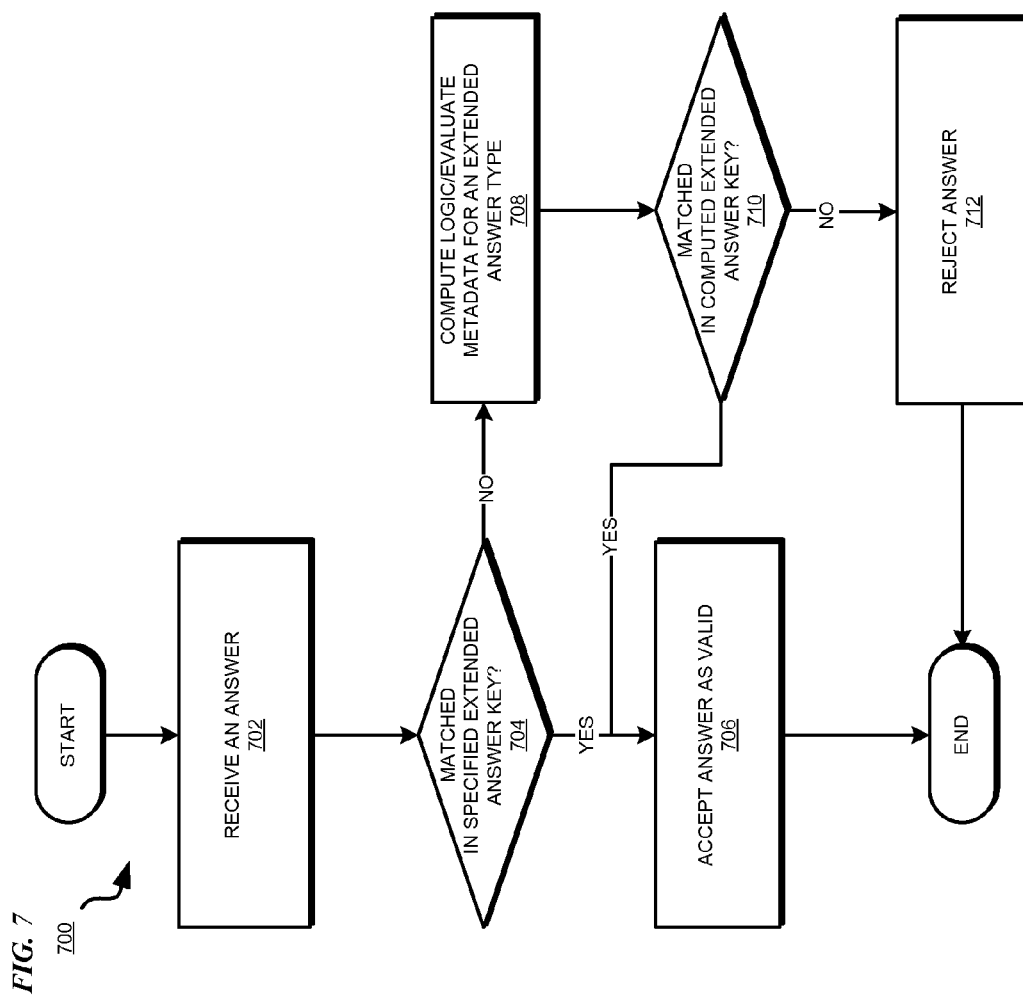 FIG. 7
700
START
RECEIVE AN ANSWER
702
MATCHED
IN SPECIFIED EXTENDED
ANSWER KEY?
704
NO
YES
COMPUTE LOGIC/EVALUATE
METADATA FOR AN EXTENDED
ANSWER TYPE
708
MATCHED
IN COMPUTED EXTENDED
ANSWER KEY?
710
YES
NO
ACCEPT ANSWER AS VALID
706
REJECT ANSWER
712
END